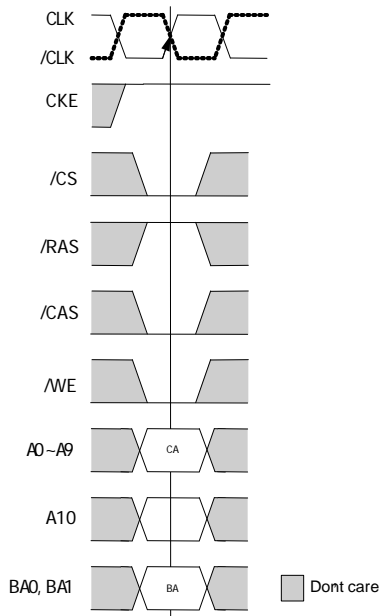 CLK
/CLK
CKE
/CS
/RAS
/CAS
/WE
A0~A9
CA
A10
BA0, BA1
BA
Dont care